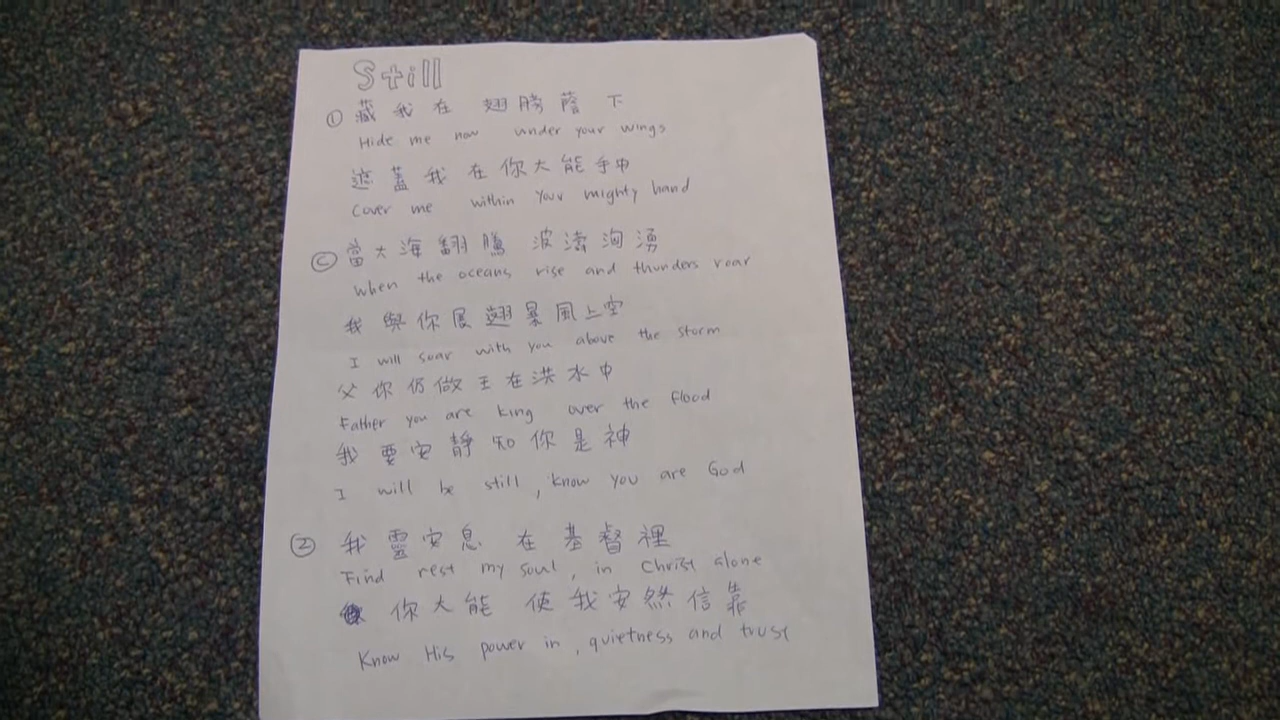 Still
① 藏我在 翅膀蔭下
Hide me now under your wings
遮蓋我在你大能手中
Cover me within your mighty hand
Ⓒ 當大海翻騰 波濤洶湧
When the oceans rise and thunders roar
我與你展翅暴風上空
I will soar with you above the storm
父你仍做王在洪水中
Father you are king over the flood
我要安靜知你是神
I will be still, know you are God
② 我靈安息 在基督裡
Find rest my soul, in Christ alone
你大能 使我安然信靠
Know His power in, quietness and trust